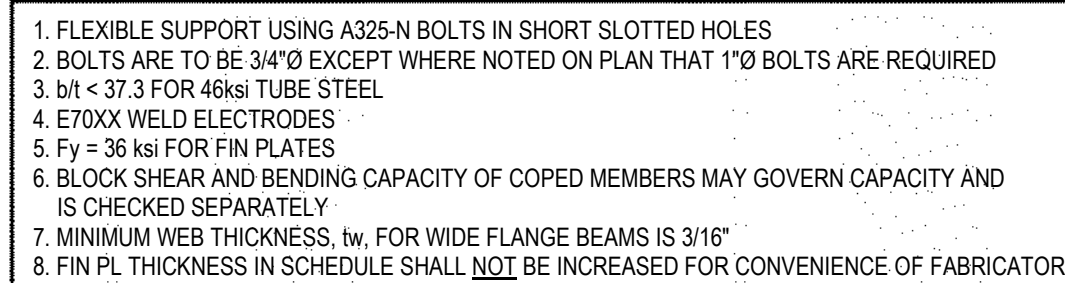 1. FLEXIBLE SUPPORT USING A325-N BOLTS IN SHORT SLOTTED HOLES
2. BOLTS ARE TO BE 3/4"Ø EXCEPT WHERE NOTED ON PLAN THAT 1"Ø BOLTS ARE REQUIRED
3. b/t < 37.3 FOR 46ksi TUBE STEEL
4. E70XX WELD ELECTRODES
5. Fy = 36 ksi FOR FIN PLATES
6. BLOCK SHEAR AND BENDING CAPACITY OF COPED MEMBERS MAY GOVERN CAPACITY AND
IS CHECKED SEPARATELY
7. MINIMUM WEB THICKNESS, tw, FOR WIDE FLANGE BEAMS IS 3/16"
8. FIN PL THICKNESS IN SCHEDULE SHALL NOT BE INCREASED FOR CONVENIENCE OF FABRICATOR